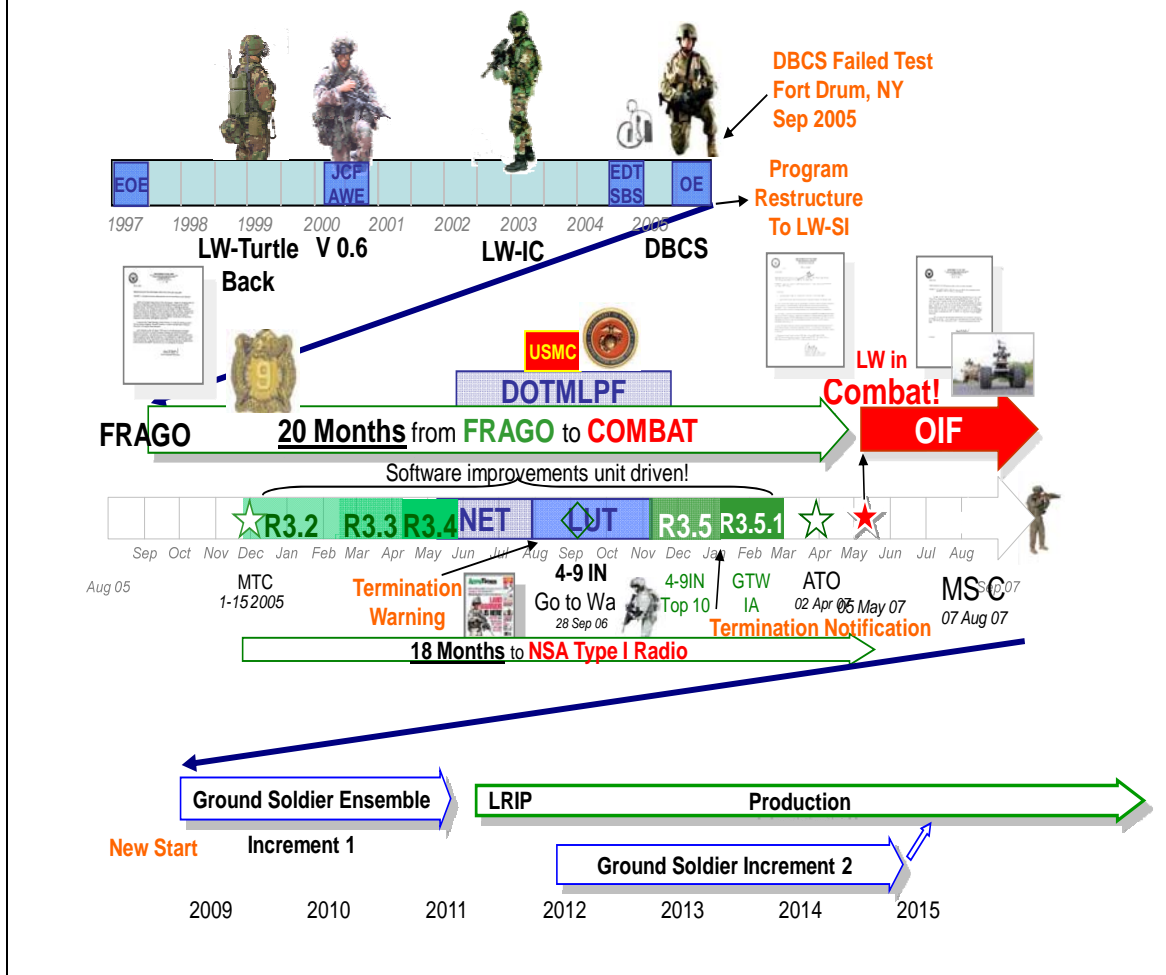 DBCS Failed Test
Fort Drum, NY
Sep 2005
EOE
JCF
AWE
EDT
SBS
OE
Program
Restructure
To LW-SI
1997 1998 1999 2000 2001 2002 2003 2004 2005
LW-Turtle
Back
V 0.6
LW-IC
DBCS
9
USMC
DOTMLPF
LW in
Combat!
FRAGO
20 Months from FRAGO to COMBAT
OIF
Software improvements unit driven!
R3.2 R3.3 R3.4 NET LUT R3.5 R3.5.1
Sep Oct Nov Dec Jan Feb Mar Apr May Jun Aug Sep Oct Nov Dec Jan Feb Mar Apr May Jun Jul Aug
Aug 05
Sep 07
MTC
1-15 2005
Termination
Warning
4-9 IN
Go to Wa
28 Sep 06
4-9IN
Top 10
GTW
IA
ATO
02 Apr 07
05 May 07
MS C
07 Aug 07
Termination Notification
18 Months to NSA Type I Radio
Ground Soldier Ensemble
LRIP
Production
New Start
Increment 1
Ground Soldier Increment 2
2009 2010 2011 2012 2013 2014 2015